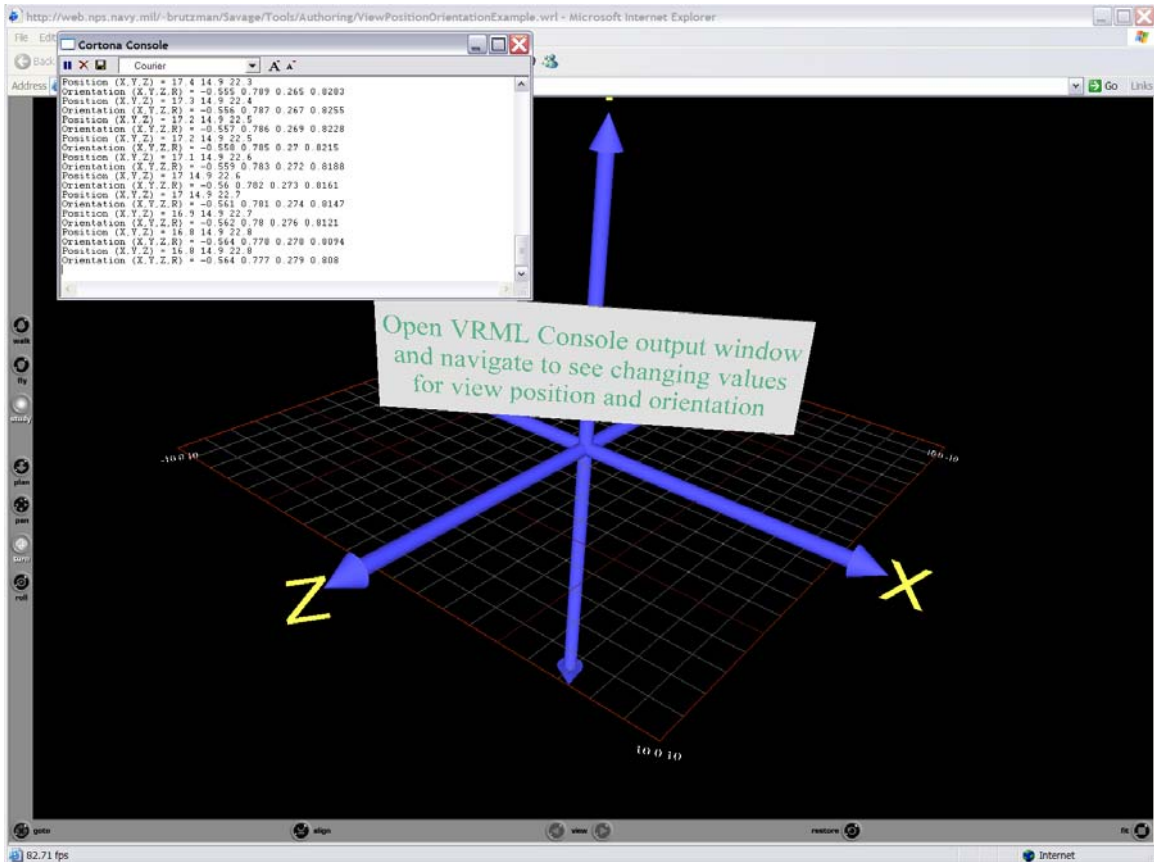 http://web.nps.navy.mil/~brutzman/Savage/Tools/Authoring/ViewPositionOrientationExample.wrl - Microsoft Internet Explorer
File Edit
Back
Address
Go Links
Cortona Console
Courier
A A
Position (X,Y,Z) = 17.4 14.9 22.3
Orientation (X,Y,Z,R) = -0.555 0.789 0.265 0.8283
Position (X,Y,Z) = 17.3 14.9 22.4
Orientation (X,Y,Z,R) = -0.556 0.787 0.267 0.8255
Position (X,Y,Z) = 17.2 14.9 22.5
Orientation (X,Y,Z,R) = -0.557 0.786 0.269 0.8228
Position (X,Y,Z) = 17.2 14.9 22.5
Orientation (X,Y,Z,R) = -0.558 0.785 0.27 0.8215
Position (X,Y,Z) = 17.1 14.9 22.6
Orientation (X,Y,Z,R) = -0.559 0.783 0.272 0.8188
Position (X,Y,Z) = 17 14.9 22.6
Orientation (X,Y,Z,R) = -0.56 0.782 0.273 0.8161
Position (X,Y,Z) = 17 14.9 22.7
Orientation (X,Y,Z,R) = -0.561 0.781 0.274 0.8147
Position (X,Y,Z) = 16.9 14.9 22.7
Orientation (X,Y,Z,R) = -0.562 0.78 0.276 0.8121
Position (X,Y,Z) = 16.8 14.9 22.8
Orientation (X,Y,Z,R) = -0.564 0.778 0.278 0.8094
Position (X,Y,Z) = 16.8 14.9 22.8
Orientation (X,Y,Z,R) = -0.564 0.777 0.279 0.808
Open VRML Console output window
and navigate to see changing values
for view position and orientation
walk
fly
study
plan
pan
turn
roll
-10 0 10
Z
X
10 0 10
goto
align
view
restore
fit
82.71 fps
Internet